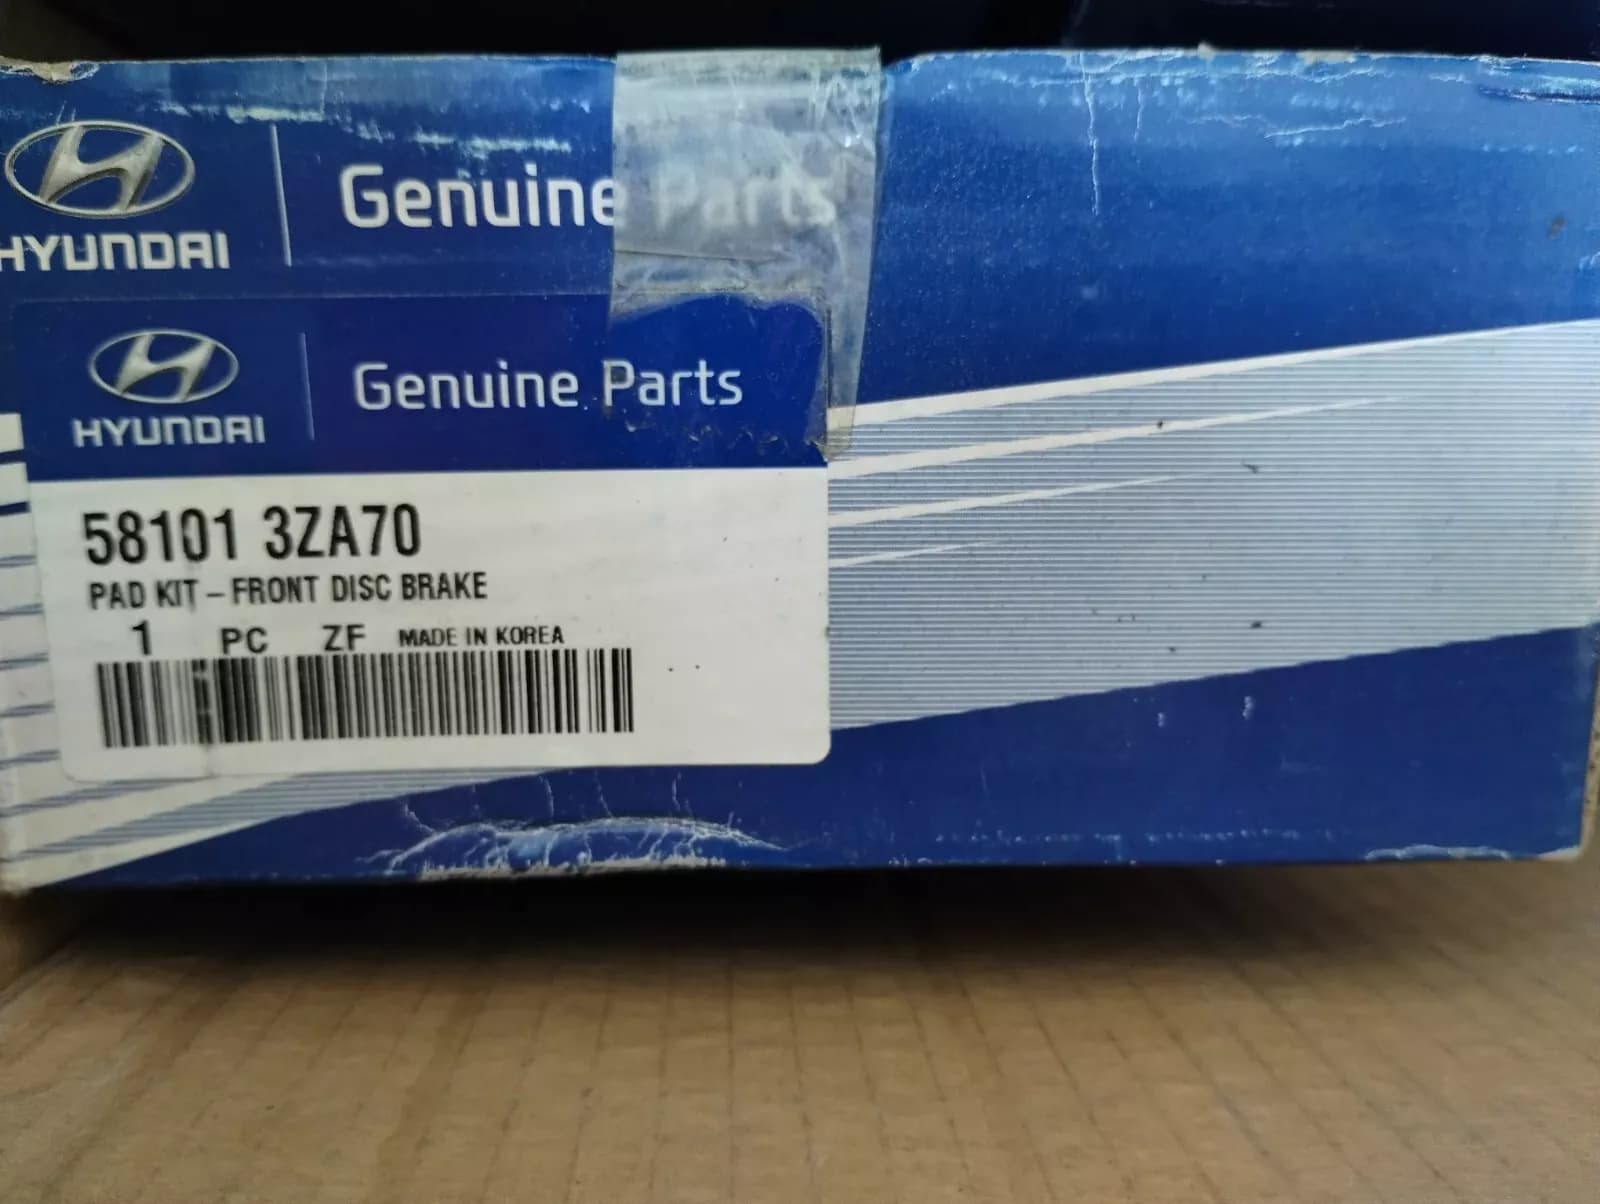 Genuine Parts
HYUNDAI
Genuine Parts
HYUNDAI
58101 3ZA70
PAD KIT – FRONT DISC BRAKE
1 PC ZF MADE IN KOREA